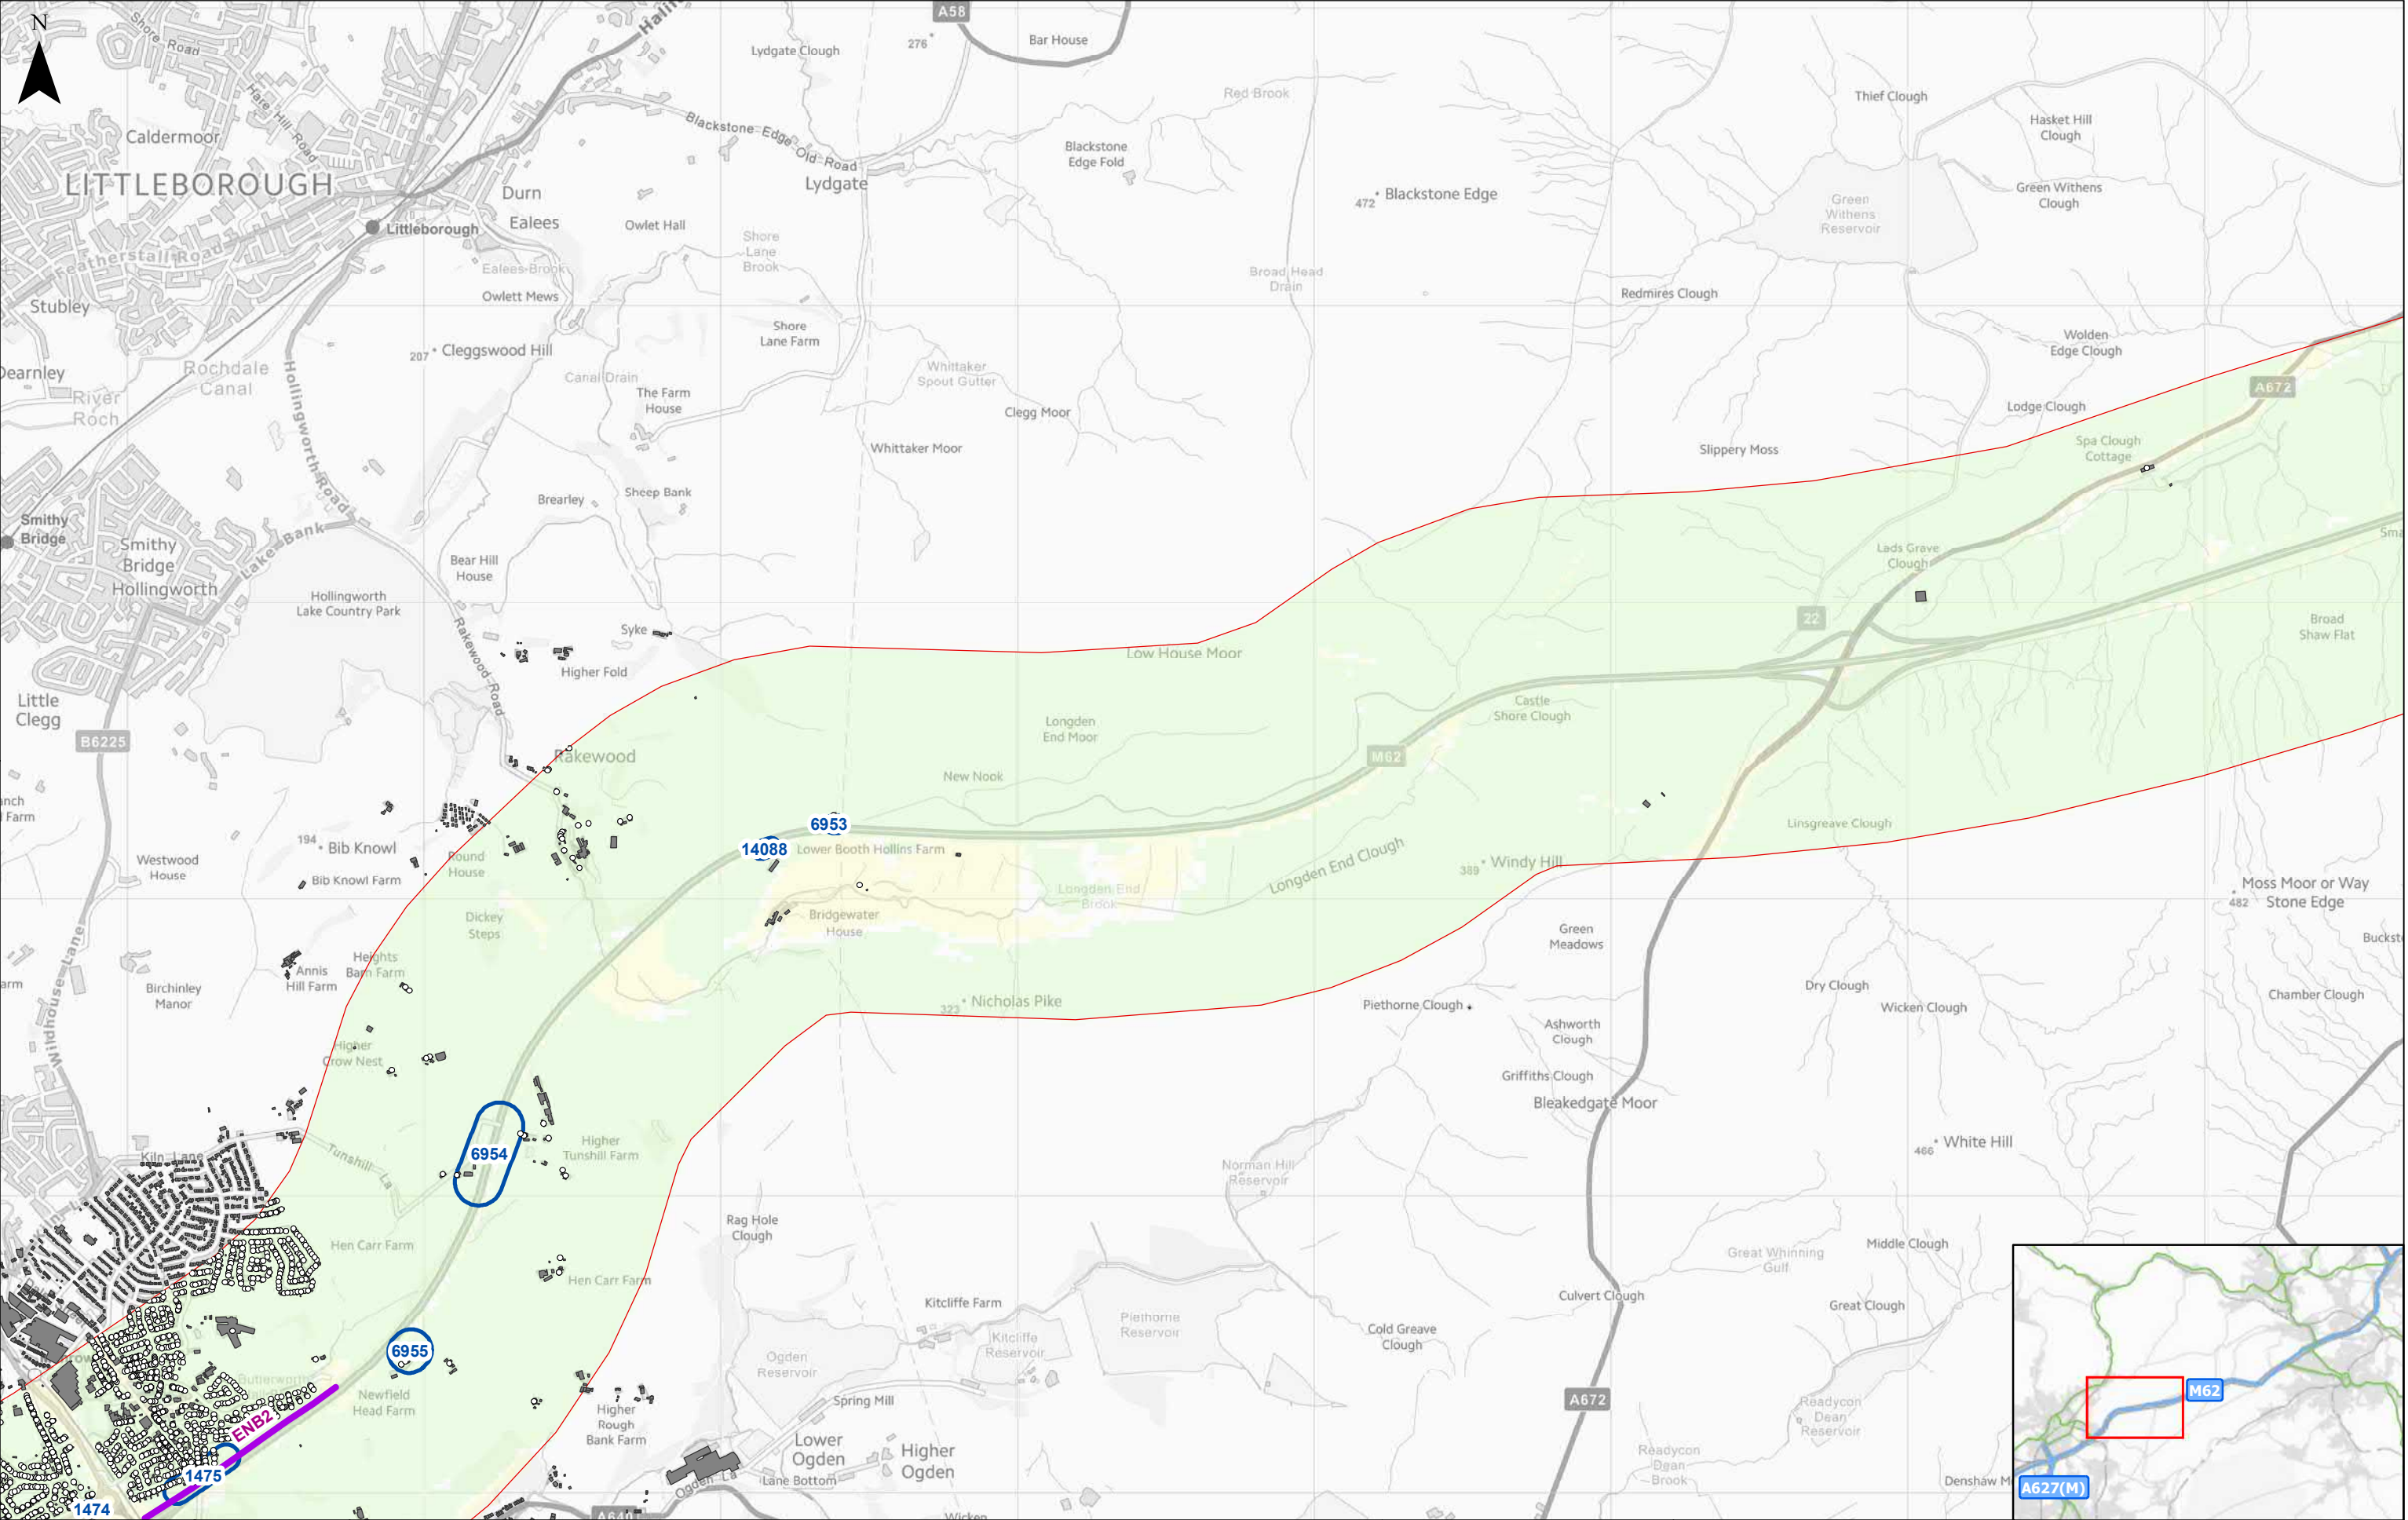 N
Shore Road
A58
Halif
276
Bar House
Lydgate Clough
Hare Hill Road
Red Brook
Thief Clough
Caldermoor
Blackstone Edge Old Road
Hasket Hill
Clough
Blackstone
Edge Fold
LITTLEBOROUGH
Durn
Lydgate
472
Blackstone Edge
Green Withens
Clough
Green
Withens
Reservoir
Littleborough
Ealees
Owlet Hall
Shore
Lane
Brook
Featherstall Road
Ealees Brook
Broad Head
Drain
Owlett Mews
Redmires Clough
Stubley
Shore
Lane Farm
Wolden
Edge Clough
207
Cleggswood Hill
Rochdale
Canal
Dearnley
River
Roch
Hollingworth Road
Canal Drain
Whittaker
Spout Gutter
A672
The Farm
House
Clegg Moor
Lodge Clough
Whittaker Moor
Slippery Moss
Spa Clough
Cottage
Brearley
Sheep Bank
Smithy
Bridge
Lake Bank
Smithy
Bridge
Hollingworth
Bear Hill
House
Lads Grave
Clough
Sma
Hollingworth
Lake Country Park
22
Broad
Shaw Flat
Rakewood Road
Syke
Higher Fold
Low House Moor
Little
Clegg
Castle
Shore Clough
Longden
End Moor
B6225
Rakewood
M62
New Nook
anch
l Farm
6953
Linsgreave Clough
194
Bib Knowl
14088
Lower Booth Hollins Farm
Westwood
House
Round
House
Longden End Clough
389
Windy Hill
Bib Knowl Farm
Longden End
Brook
Moss Moor or Way
Stone Edge
482
Dickey
Steps
Bridgewater
House
Green
Meadows
Buckst
Wildhouse Lane
Heights
Barn Farm
Annis
Hill Farm
arm
Birchinley
Manor
323
Nicholas Pike
Piethorne Clough
Dry Clough
Chamber Clough
Wicken Clough
Ashworth
Clough
Higher
Crow Nest
Griffiths Clough
Bleakedgate Moor
Higher
Tunshill Farm
6954
466
White Hill
Kiln Lane
Tunshill La
Norman Hill
Reservoir
Rag Hole
Clough
Hen Carr Farm
Middle Clough
Great Whinning
Gulf
Hen Carr Farm
Culvert Clough
Kitcliffe Farm
Great Clough
Piethorne
Reservoir
Cold Greave
Clough
Kitcliffe
Reservoir
6955
Ogden
Reservoir
Butterworth
Newfield
Head Farm
Spring Mill
A672
M62
Readycon
Dean
Reservoir
Higher
Rough
Bank Farm
ENB2
Lower
Ogden
Higher
Ogden
Readycon
Dean
Brook
1475
Ogden L
Lane Bottom
Denshaw M
A627(M)
1474
A640
Wicken